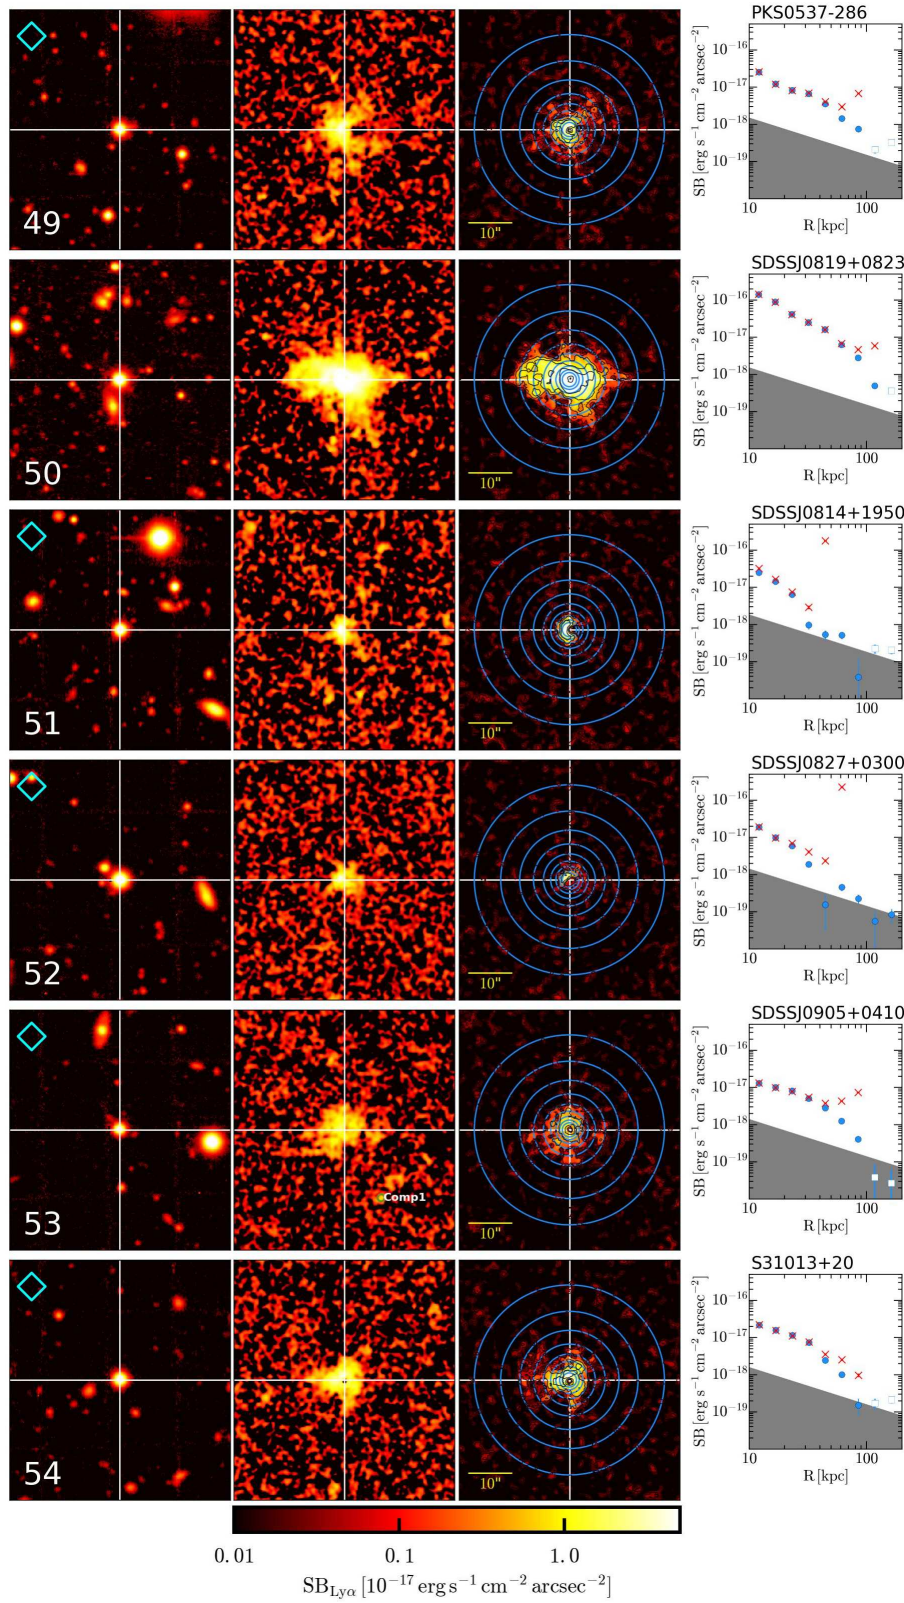 PKS0537-286
49
10"
SB [erg s⁻¹ cm⁻² arcsec⁻²]
10⁻¹⁶
10⁻¹⁷
10⁻¹⁸
10⁻¹⁹
10
100
R [kpc]
SDSSJ0819+0823
50
10"
SB [erg s⁻¹ cm⁻² arcsec⁻²]
10⁻¹⁶
10⁻¹⁷
10⁻¹⁸
10⁻¹⁹
10
100
R [kpc]
SDSSJ0814+1950
51
10"
SB [erg s⁻¹ cm⁻² arcsec⁻²]
10⁻¹⁶
10⁻¹⁷
10⁻¹⁸
10⁻¹⁹
10
100
R [kpc]
SDSSJ0827+0300
52
10"
SB [erg s⁻¹ cm⁻² arcsec⁻²]
10⁻¹⁶
10⁻¹⁷
10⁻¹⁸
10⁻¹⁹
10
100
R [kpc]
SDSSJ0905+0410
53
Comp1
10"
SB [erg s⁻¹ cm⁻² arcsec⁻²]
10⁻¹⁶
10⁻¹⁷
10⁻¹⁸
10⁻¹⁹
10
100
R [kpc]
S31013+20
54
10"
SB [erg s⁻¹ cm⁻² arcsec⁻²]
10⁻¹⁶
10⁻¹⁷
10⁻¹⁸
10⁻¹⁹
10
100
R [kpc]
0.01 0.1 1.0
SB_Lyα [10⁻¹⁷ erg s⁻¹ cm⁻² arcsec⁻²]